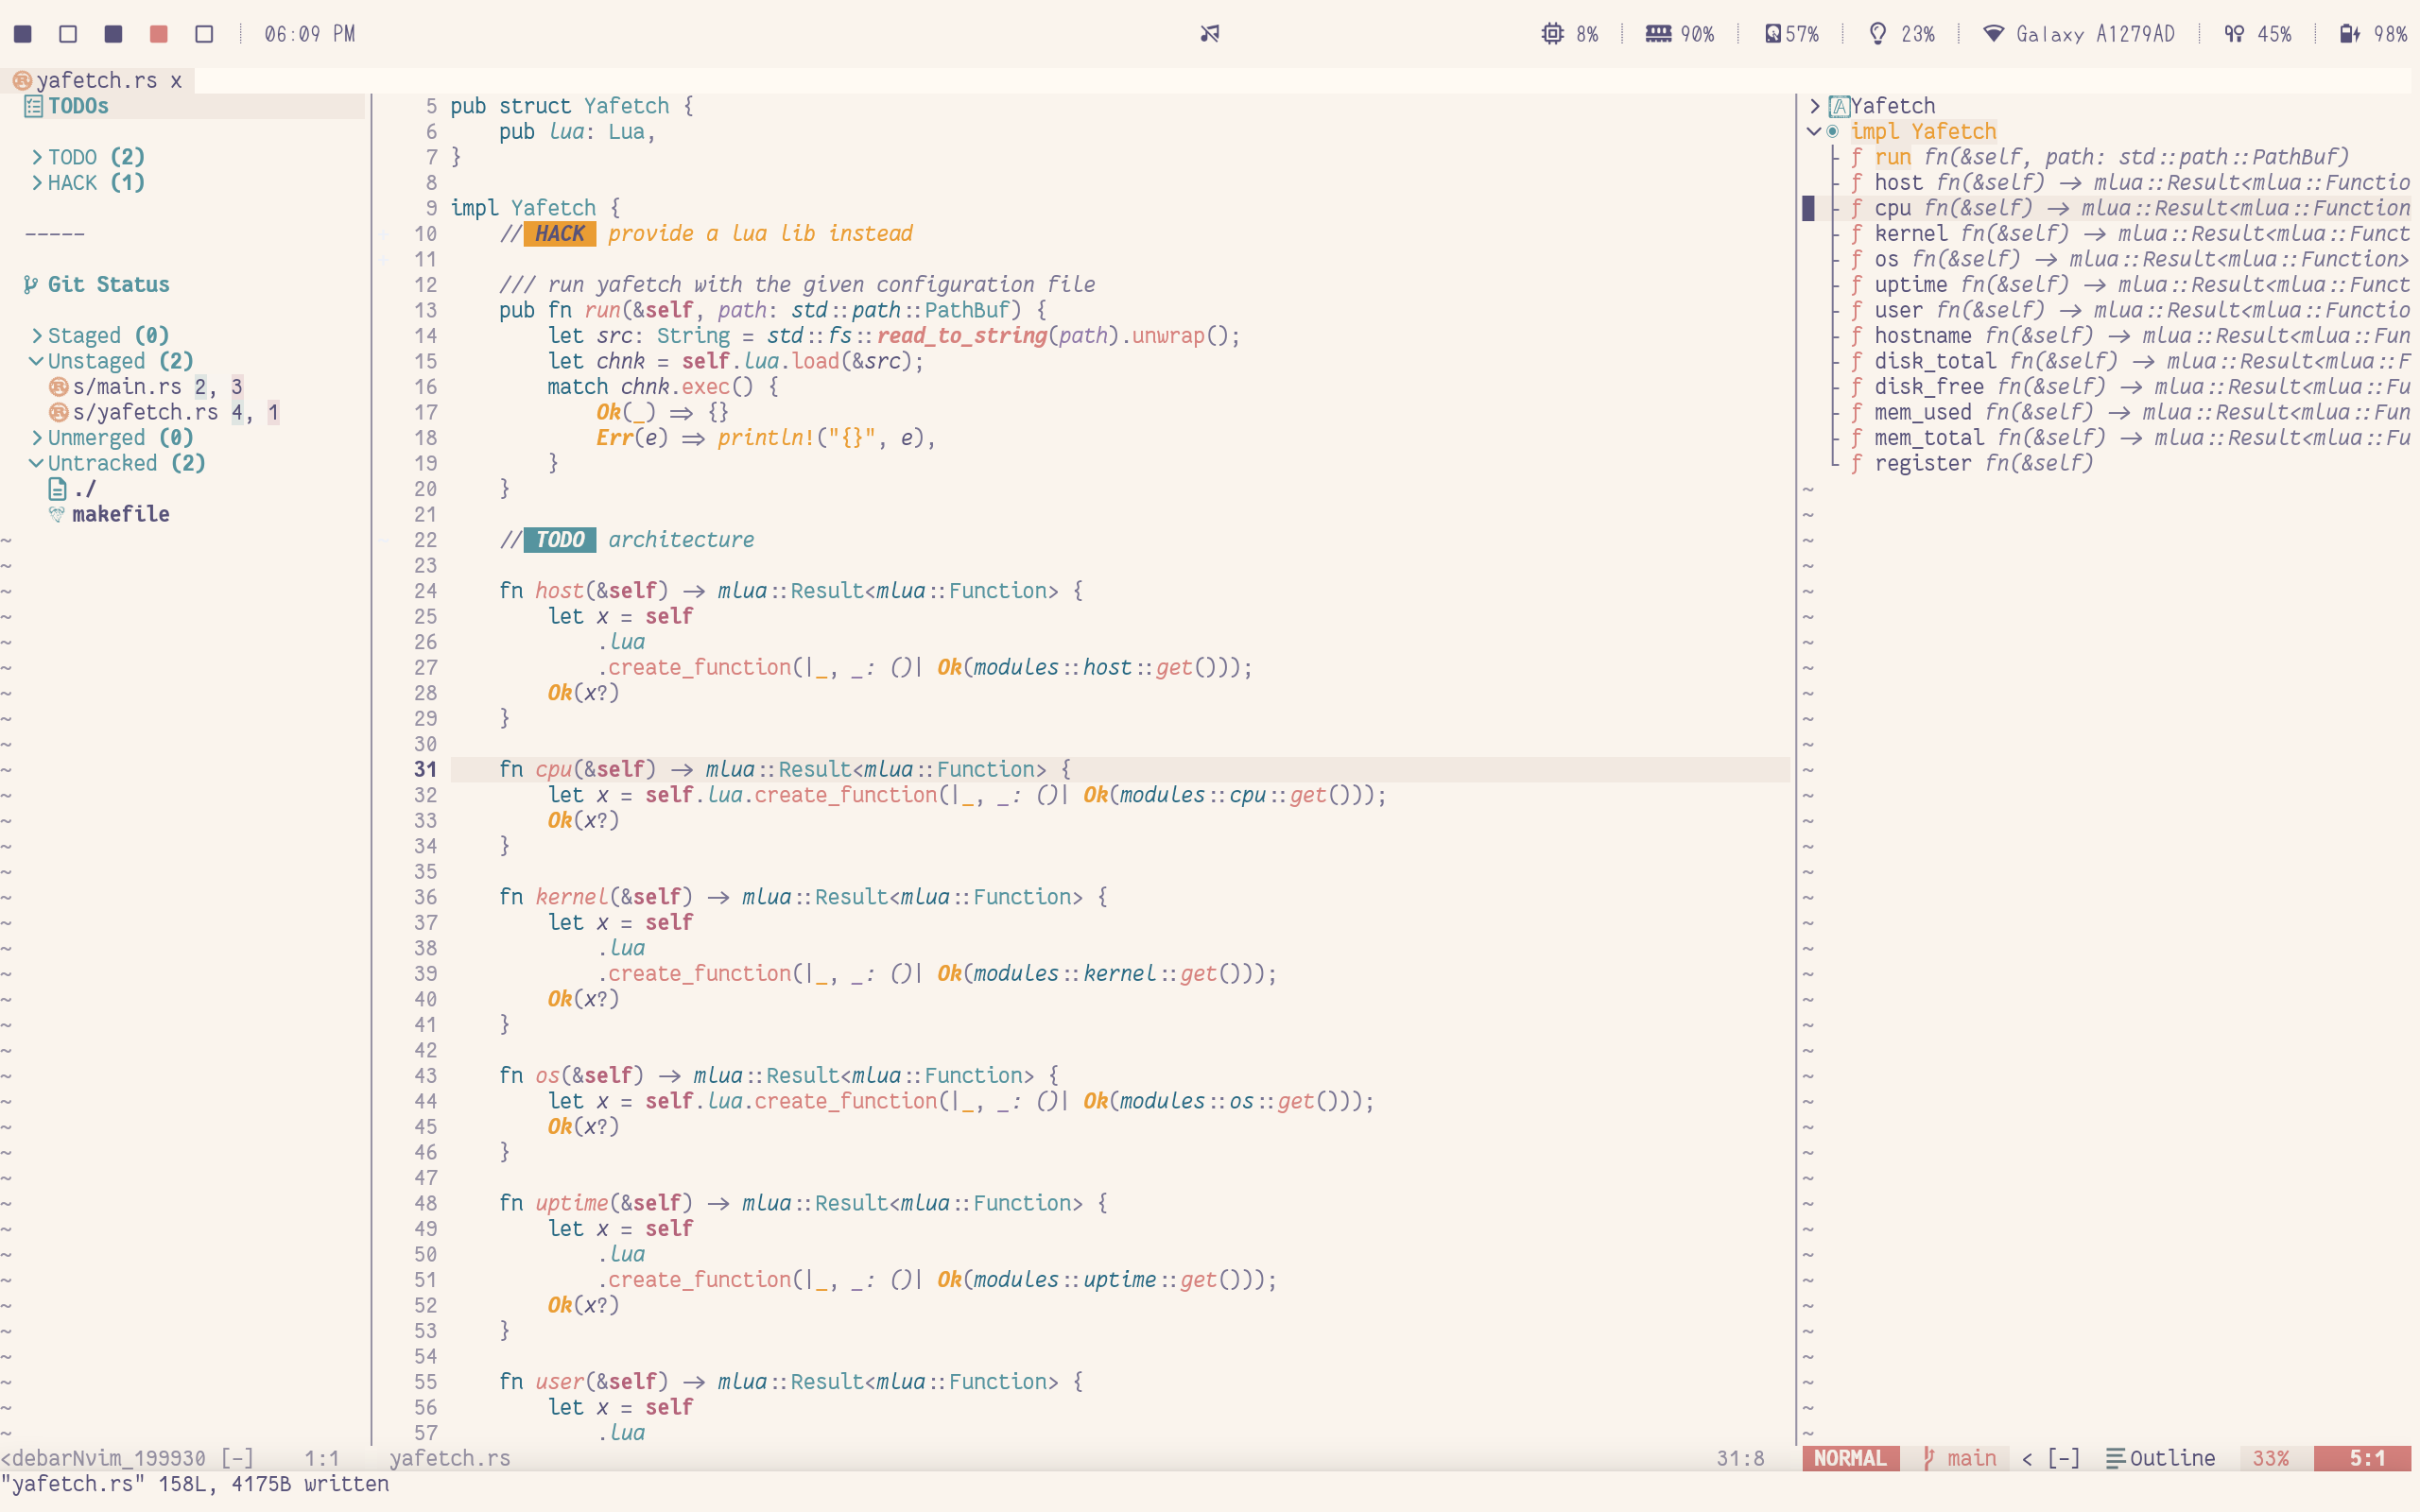 06:09 PM 8% 90% 57% 23% Galaxy A1279AD 45% 98%
yafetch.rs x
TODOs
TODO (2)
HACK (1)
-----
Git Status
Staged (0)
Unstaged (2)
s/main.rs 2, 3
s/yafetch.rs 4, 1
Unmerged (0)
Untracked (2)
./
makefile
5 pub struct Yafetch {
6     pub lua: Lua,
7 }
8
9 impl Yafetch {
10     // HACK provide a lua lib instead
11
12     /// run yafetch with the given configuration file
13     pub fn run(&self, path: std::path::PathBuf) {
14         let src: String = std::fs::read_to_string(path).unwrap();
15         let chnk = self.lua.load(&src);
16         match chnk.exec() {
17             Ok(_) => {}
18             Err(e) => println!("{}", e),
19         }
20     }
21
22     // TODO architecture
23
24     fn host(&self) -> mlua::Result<mlua::Function> {
25         let x = self
26             .lua
27             .create_function(|_, _: ()| Ok(modules::host::get()));
28         Ok(x?)
29     }
30
31     fn cpu(&self) -> mlua::Result<mlua::Function> {
32         let x = self.lua.create_function(|_, _: ()| Ok(modules::cpu::get()));
33         Ok(x?)
34     }
35
36     fn kernel(&self) -> mlua::Result<mlua::Function> {
37         let x = self
38             .lua
39             .create_function(|_, _: ()| Ok(modules::kernel::get()));
40         Ok(x?)
41     }
42
43     fn os(&self) -> mlua::Result<mlua::Function> {
44         let x = self.lua.create_function(|_, _: ()| Ok(modules::os::get()));
45         Ok(x?)
46     }
47
48     fn uptime(&self) -> mlua::Result<mlua::Function> {
49         let x = self
50             .lua
51             .create_function(|_, _: ()| Ok(modules::uptime::get()));
52         Ok(x?)
53     }
54
55     fn user(&self) -> mlua::Result<mlua::Function> {
56         let x = self
57             .lua
Yafetch
impl Yafetch
ƒ run fn(&self, path: std::path::PathBuf)
ƒ host fn(&self) -> mlua::Result<mlua::Functio
ƒ cpu fn(&self) -> mlua::Result<mlua::Function
ƒ kernel fn(&self) -> mlua::Result<mlua::Funct
ƒ os fn(&self) -> mlua::Result<mlua::Function>
ƒ uptime fn(&self) -> mlua::Result<mlua::Funct
ƒ user fn(&self) -> mlua::Result<mlua::Functio
ƒ hostname fn(&self) -> mlua::Result<mlua::Fun
ƒ disk_total fn(&self) -> mlua::Result<mlua::F
ƒ disk_free fn(&self) -> mlua::Result<mlua::Fu
ƒ mem_used fn(&self) -> mlua::Result<mlua::Fun
ƒ mem_total fn(&self) -> mlua::Result<mlua::Fu
ƒ register fn(&self)
<debarNvim_199930 [-] 1:1 yafetch.rs 31:8 NORMAL main < [-] Outline 33% 5:1
"yafetch.rs" 158L, 4175B written